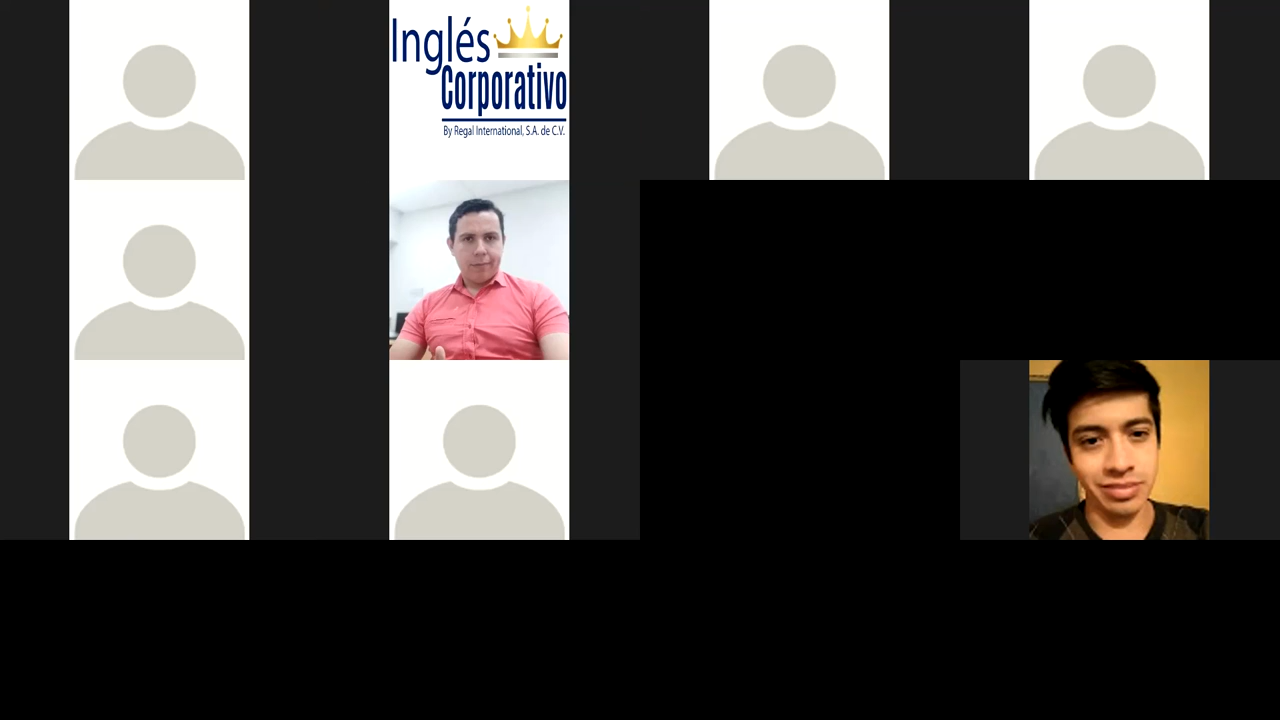 Inglés
Corporativo
By Regal International, S.A. de C.V.